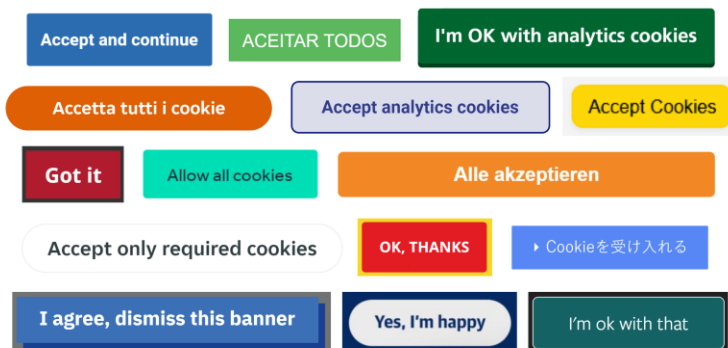 Accept and continue
ACEITAR TODOS
I'm OK with analytics cookies
Accetta tutti i cookie
Accept analytics cookies
Accept Cookies
Got it
Allow all cookies
Alle akzeptieren
Accept only required cookies
OK, THANKS
Cookieを受け入れる
I agree, dismiss this banner
Yes, I'm happy
I'm ok with that